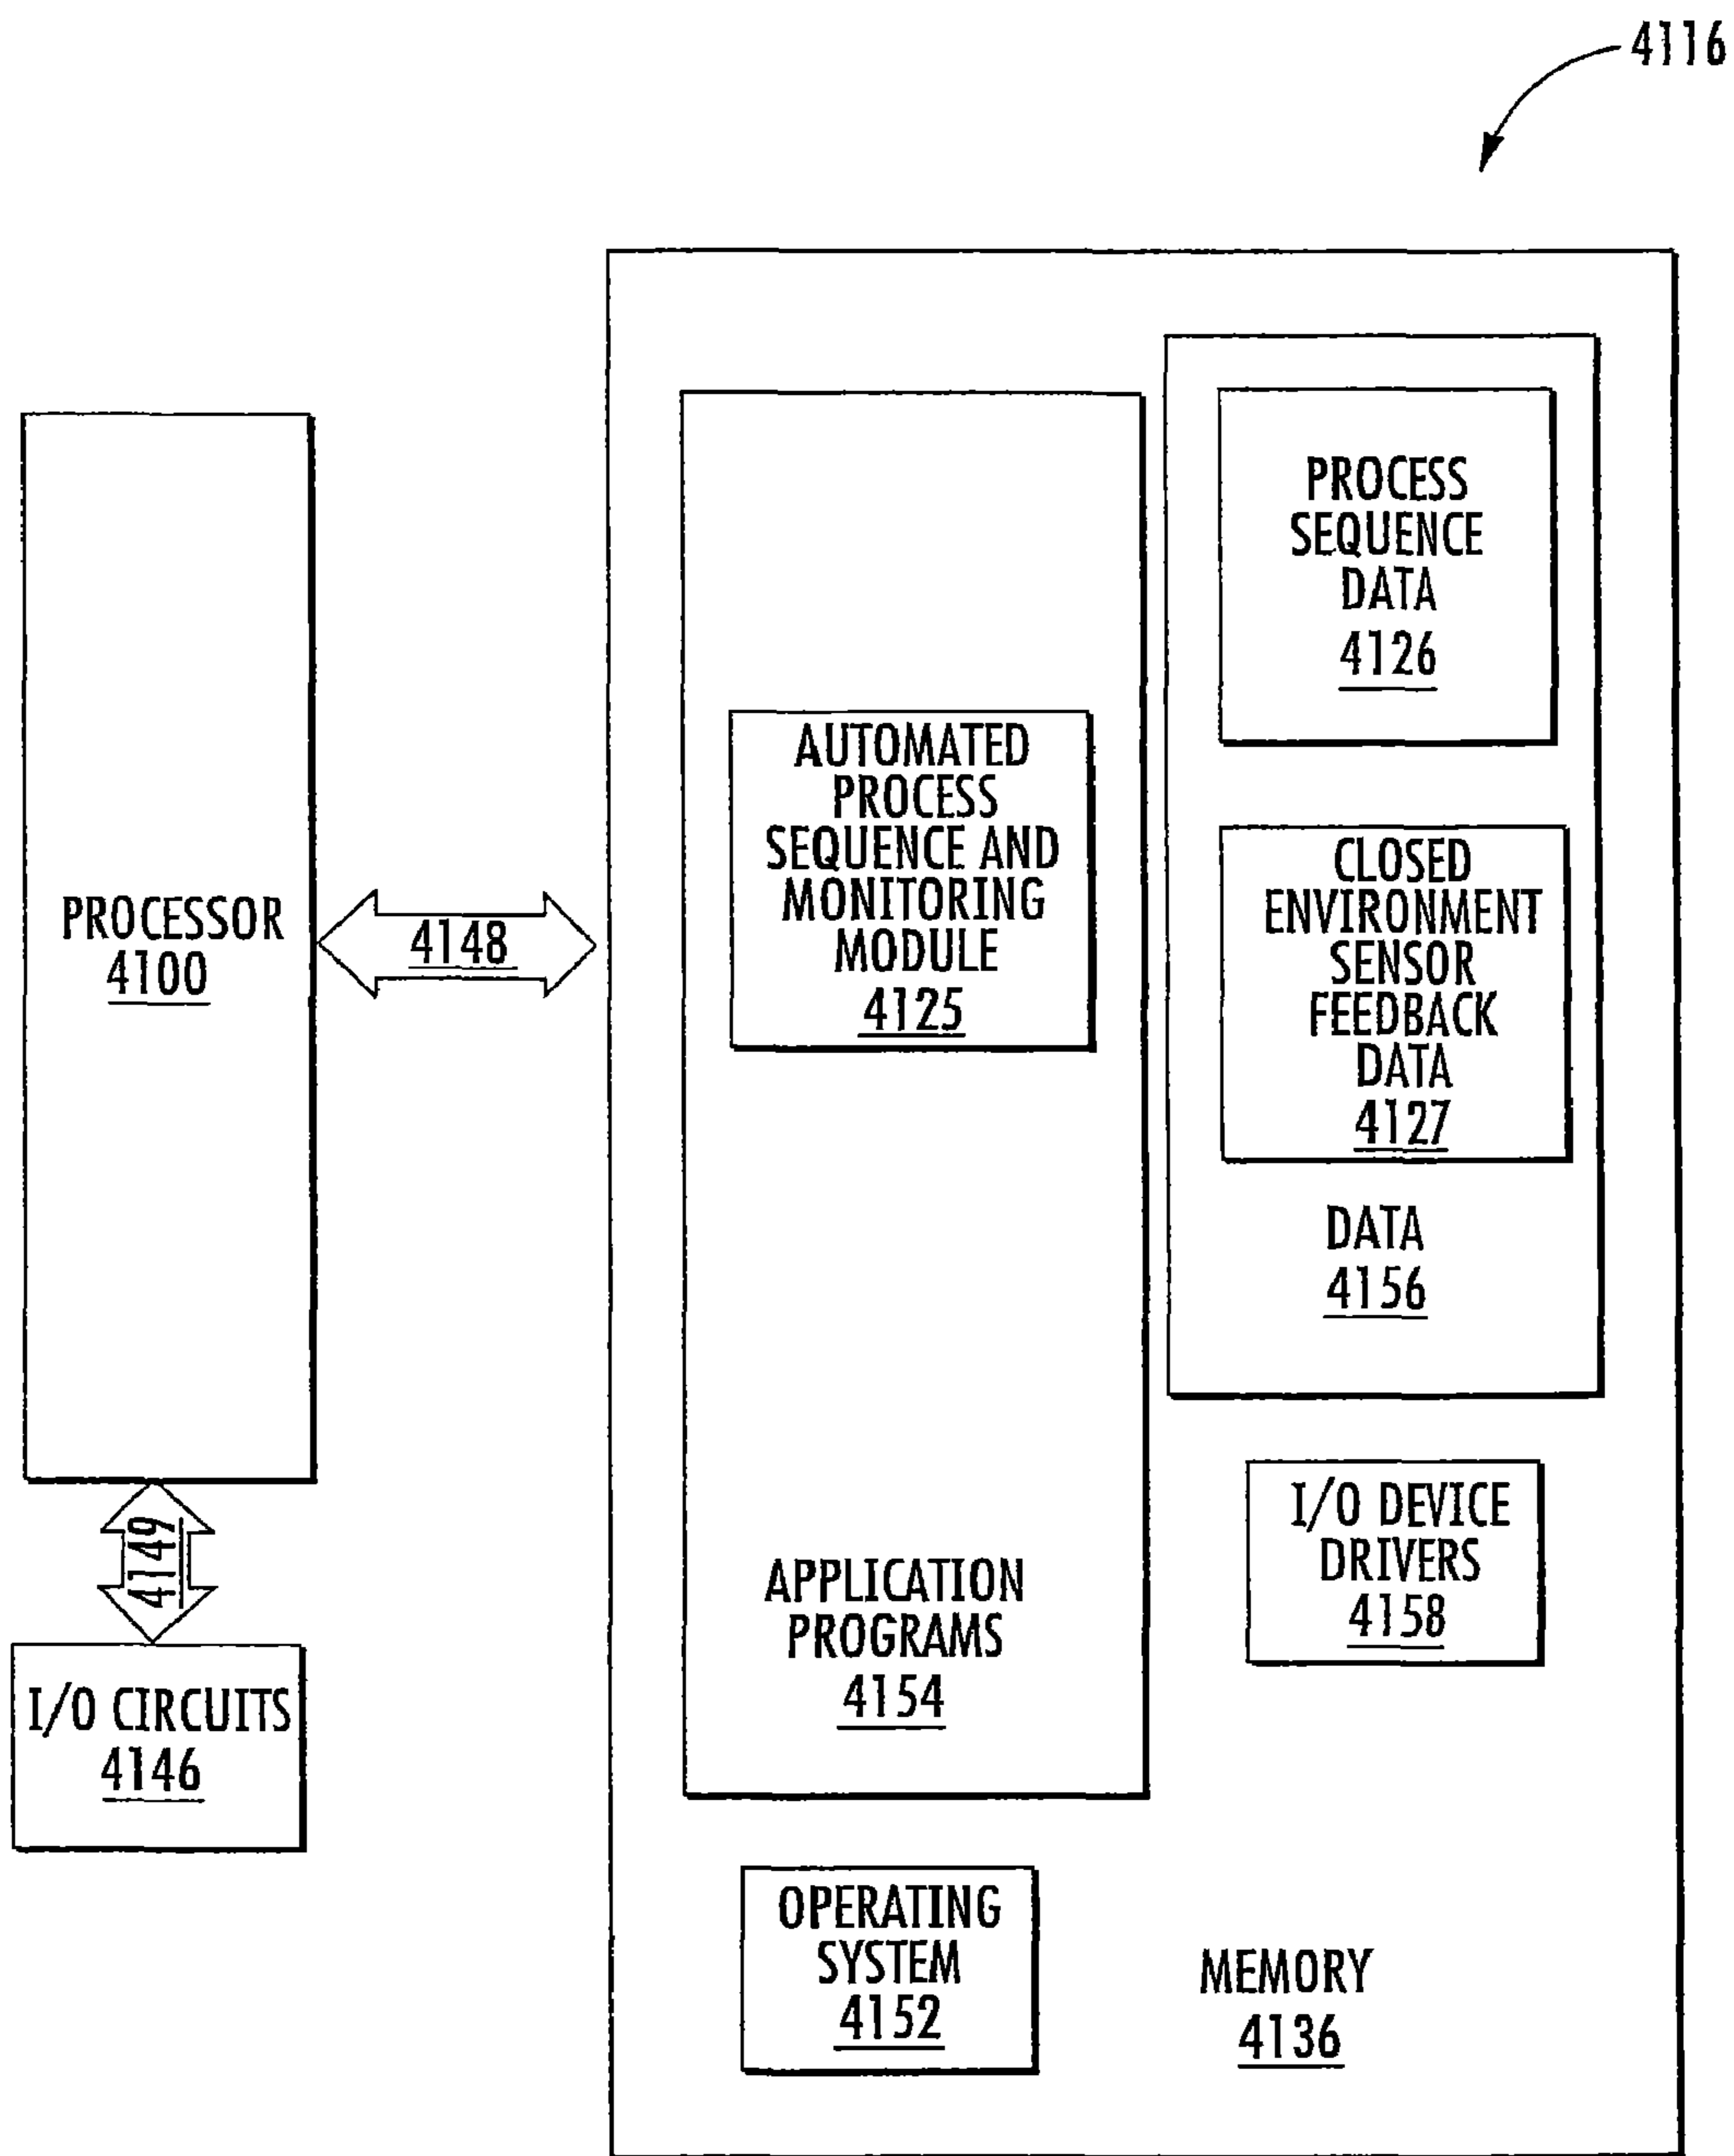 4116
PROCESSOR
4100
4148
4149
I/O CIRCUITS
4146
AUTOMATED
PROCESS
SEQUENCE AND
MONITORING
MODULE
4125
APPLICATION
PROGRAMS
4154
PROCESS
SEQUENCE
DATA
4126
CLOSED
ENVIRONMENT
SENSOR
FEEDBACK
DATA
4127
DATA
4156
I/O DEVICE
DRIVERS
4158
OPERATING
SYSTEM
4152
MEMORY
4136